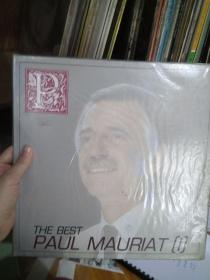 P
THE BEST
PAUL MAURIAT